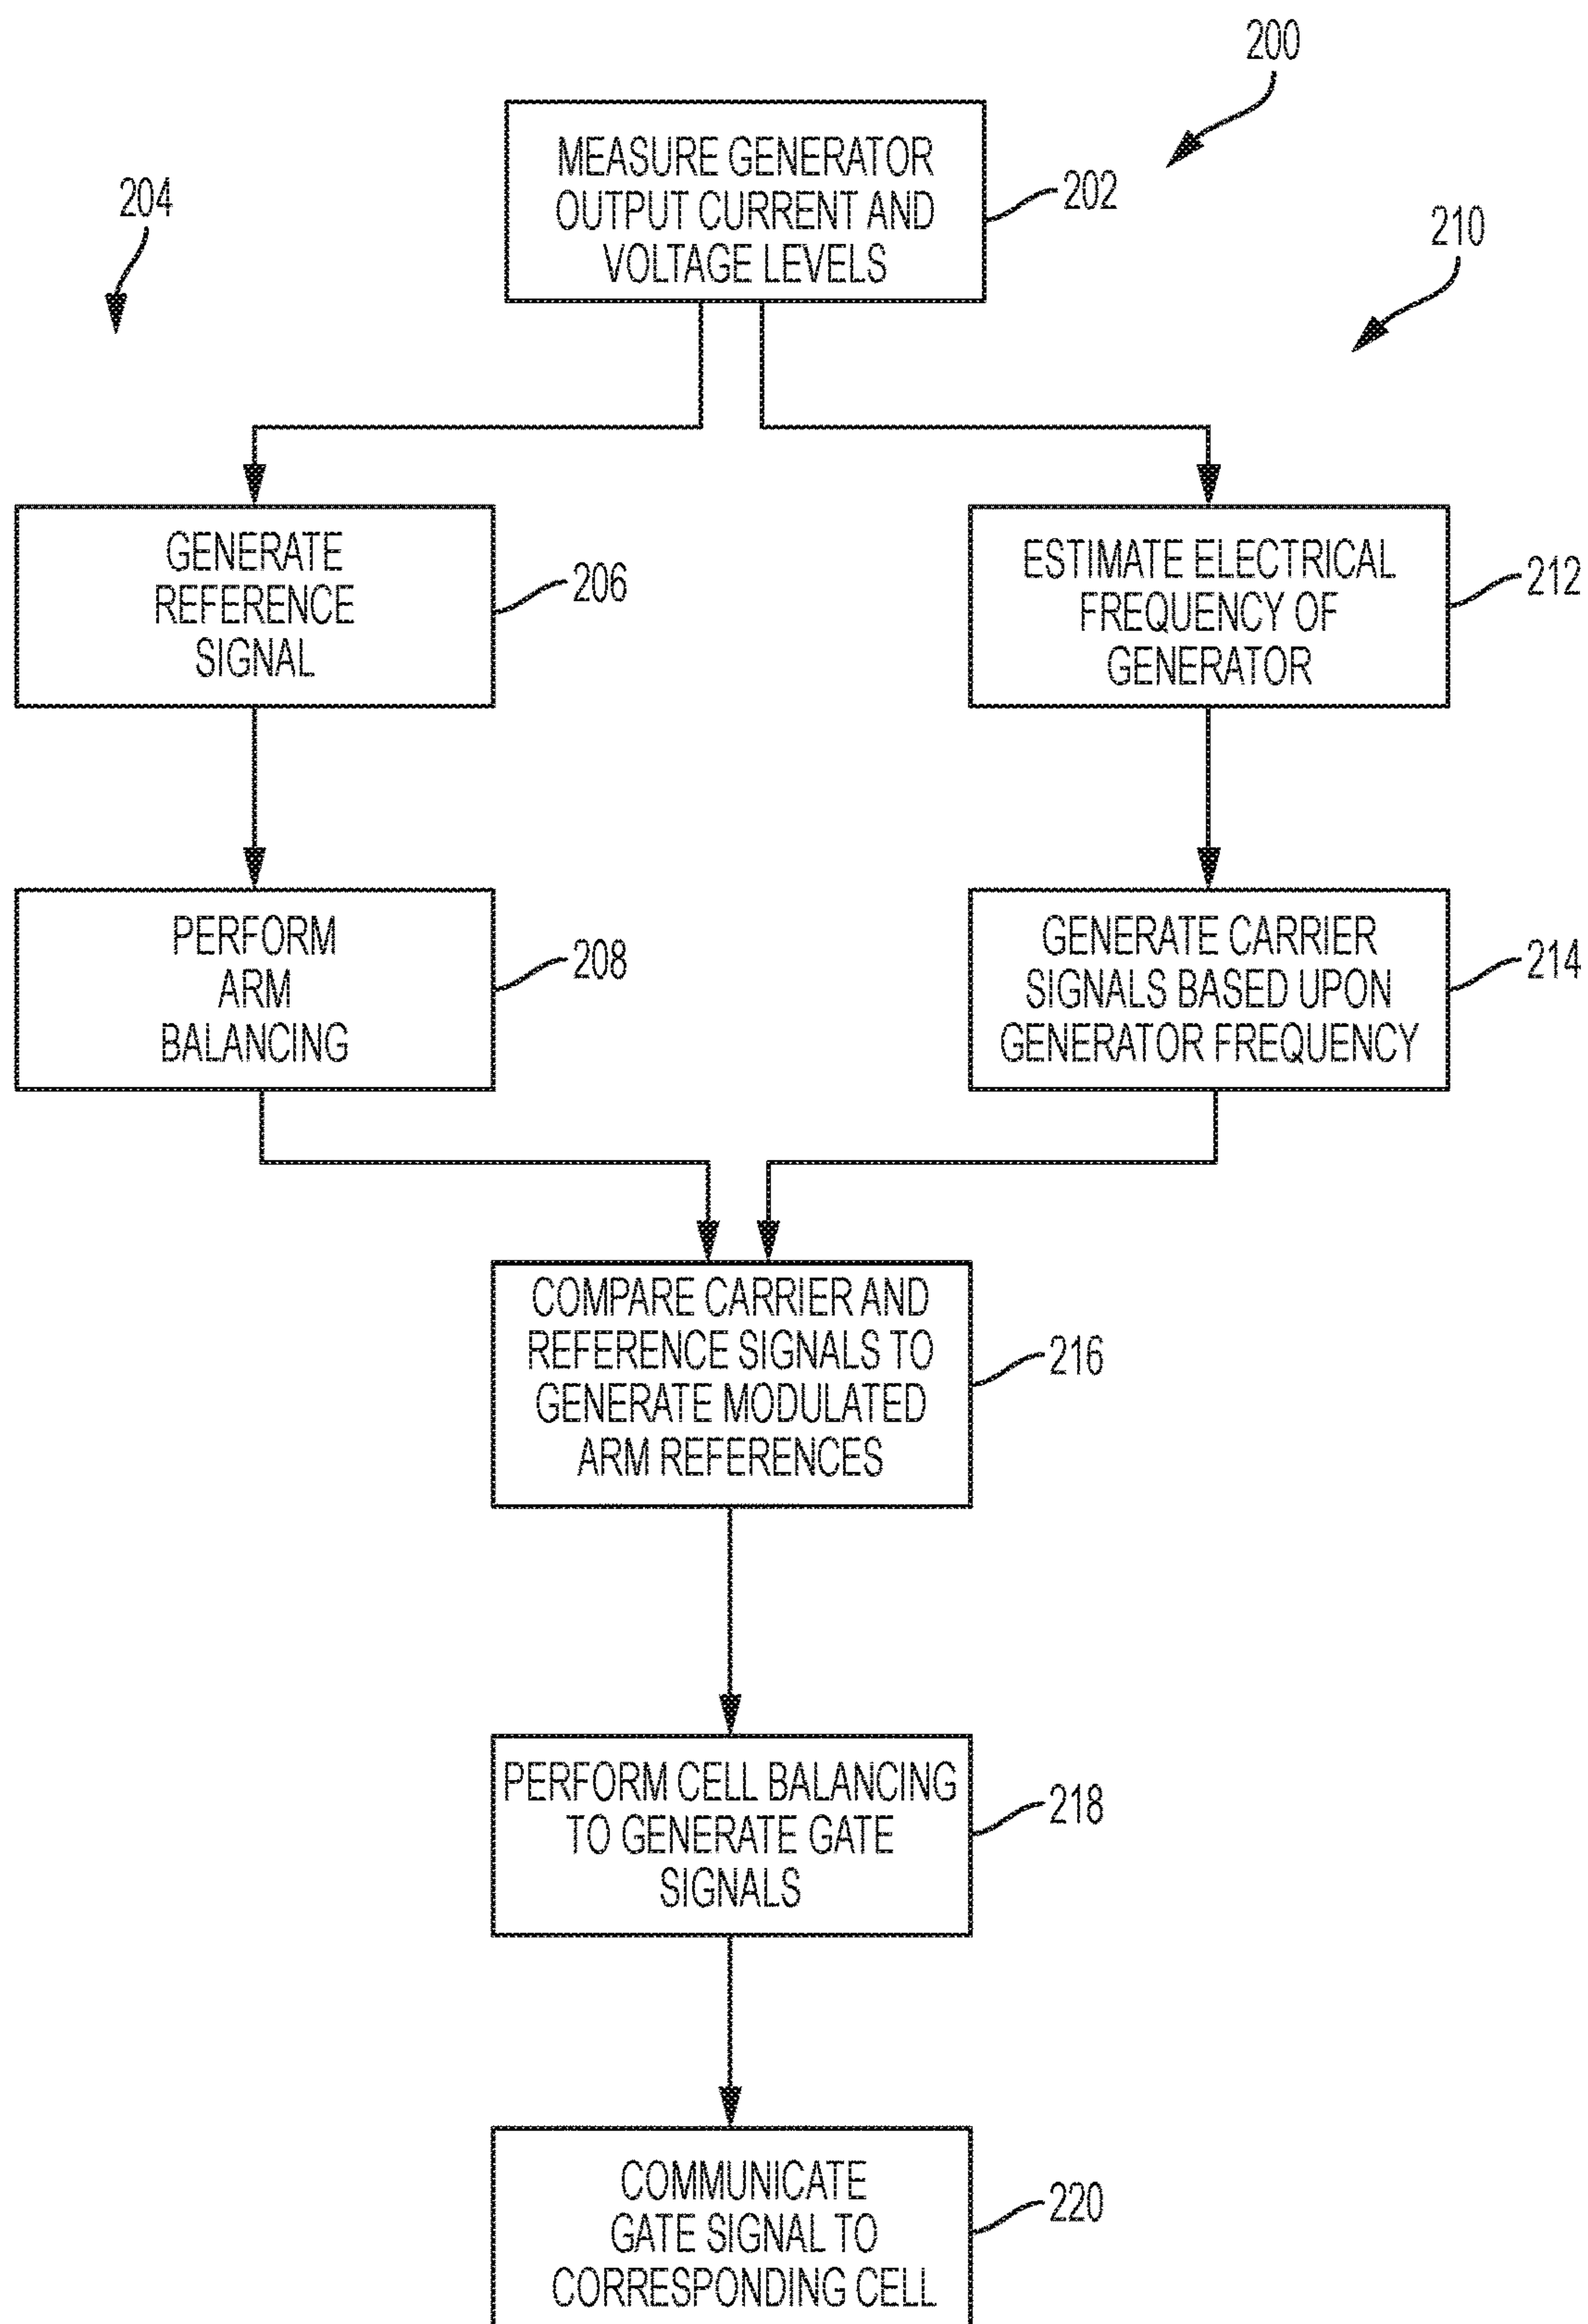 200
MEASURE GENERATOR
OUTPUT CURRENT AND
VOLTAGE LEVELS
202
204
210
GENERATE
REFERENCE
SIGNAL
206
ESTIMATE ELECTRICAL
FREQUENCY OF
GENERATOR
212
PERFORM
ARM
BALANCING
208
GENERATE CARRIER
SIGNALS BASED UPON
GENERATOR FREQUENCY
214
COMPARE CARRIER AND
REFERENCE SIGNALS TO
GENERATE MODULATED
ARM REFERENCES
216
PERFORM CELL BALANCING
TO GENERATE GATE
SIGNALS
218
COMMUNICATE
GATE SIGNAL TO
CORRESPONDING CELL
220